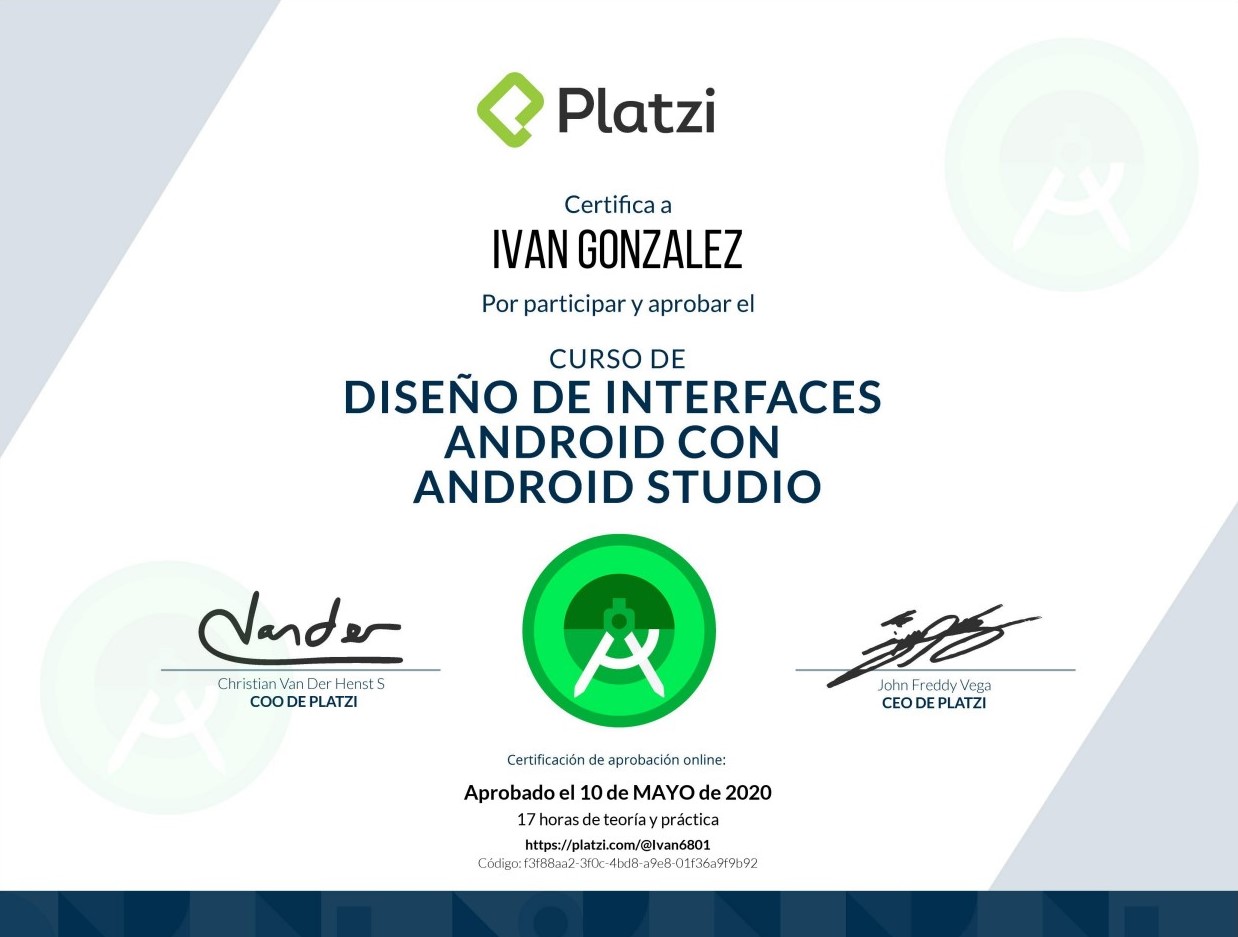 Platzi
Certifica a
IVAN GONZALEZ
Por participar y aprobar el
CURSO DE
DISEÑO DE INTERFACES
ANDROID CON
ANDROID STUDIO
Vander
Christian Van Der Henst S
COO DE PLATZI
John Freddy Vega
CEO DE PLATZI
Certificación de aprobación online:
Aprobado el 10 de MAYO de 2020
17 horas de teoría y práctica
https://platzi.com/@Ivan6801
Código: f3f88aa2-3f0c-4bd8-a9e8-01f36a9f9b92